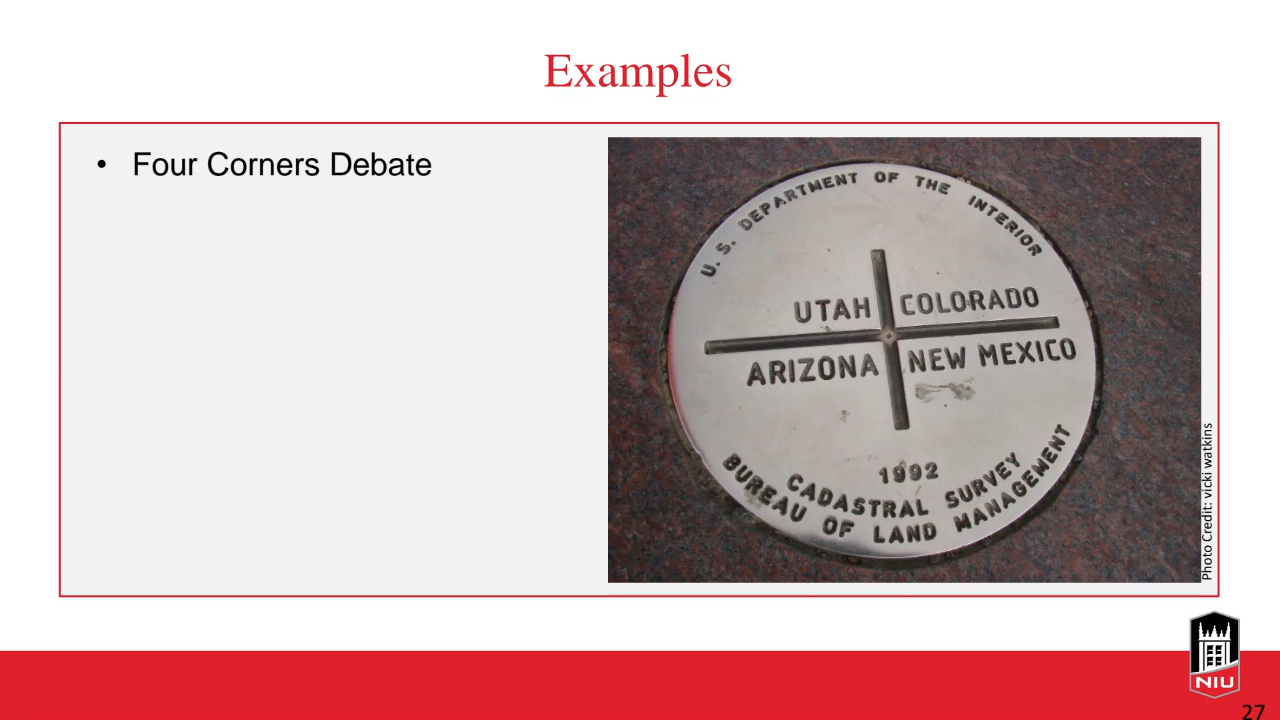 Examples
• Four Corners Debate
U. S. DEPARTMENT OF THE INTERIOR
UTAH COLORADO
ARIZONA NEW MEXICO
1992
CADASTRAL SURVEY
BUREAU OF LAND MANAGEMENT
Photo Credit: vicki watkins
NIU
27